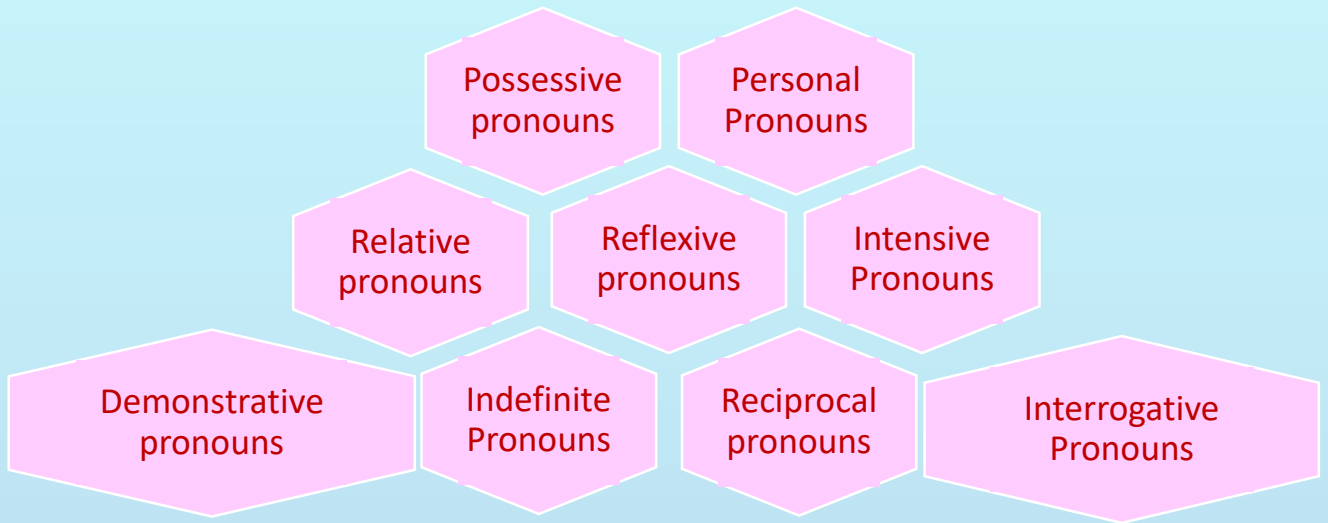 Possessive
pronouns
Personal
Pronouns
Relative
pronouns
Reflexive
pronouns
Intensive
Pronouns
Demonstrative
pronouns
Indefinite
Pronouns
Reciprocal
pronouns
Interrogative
Pronouns